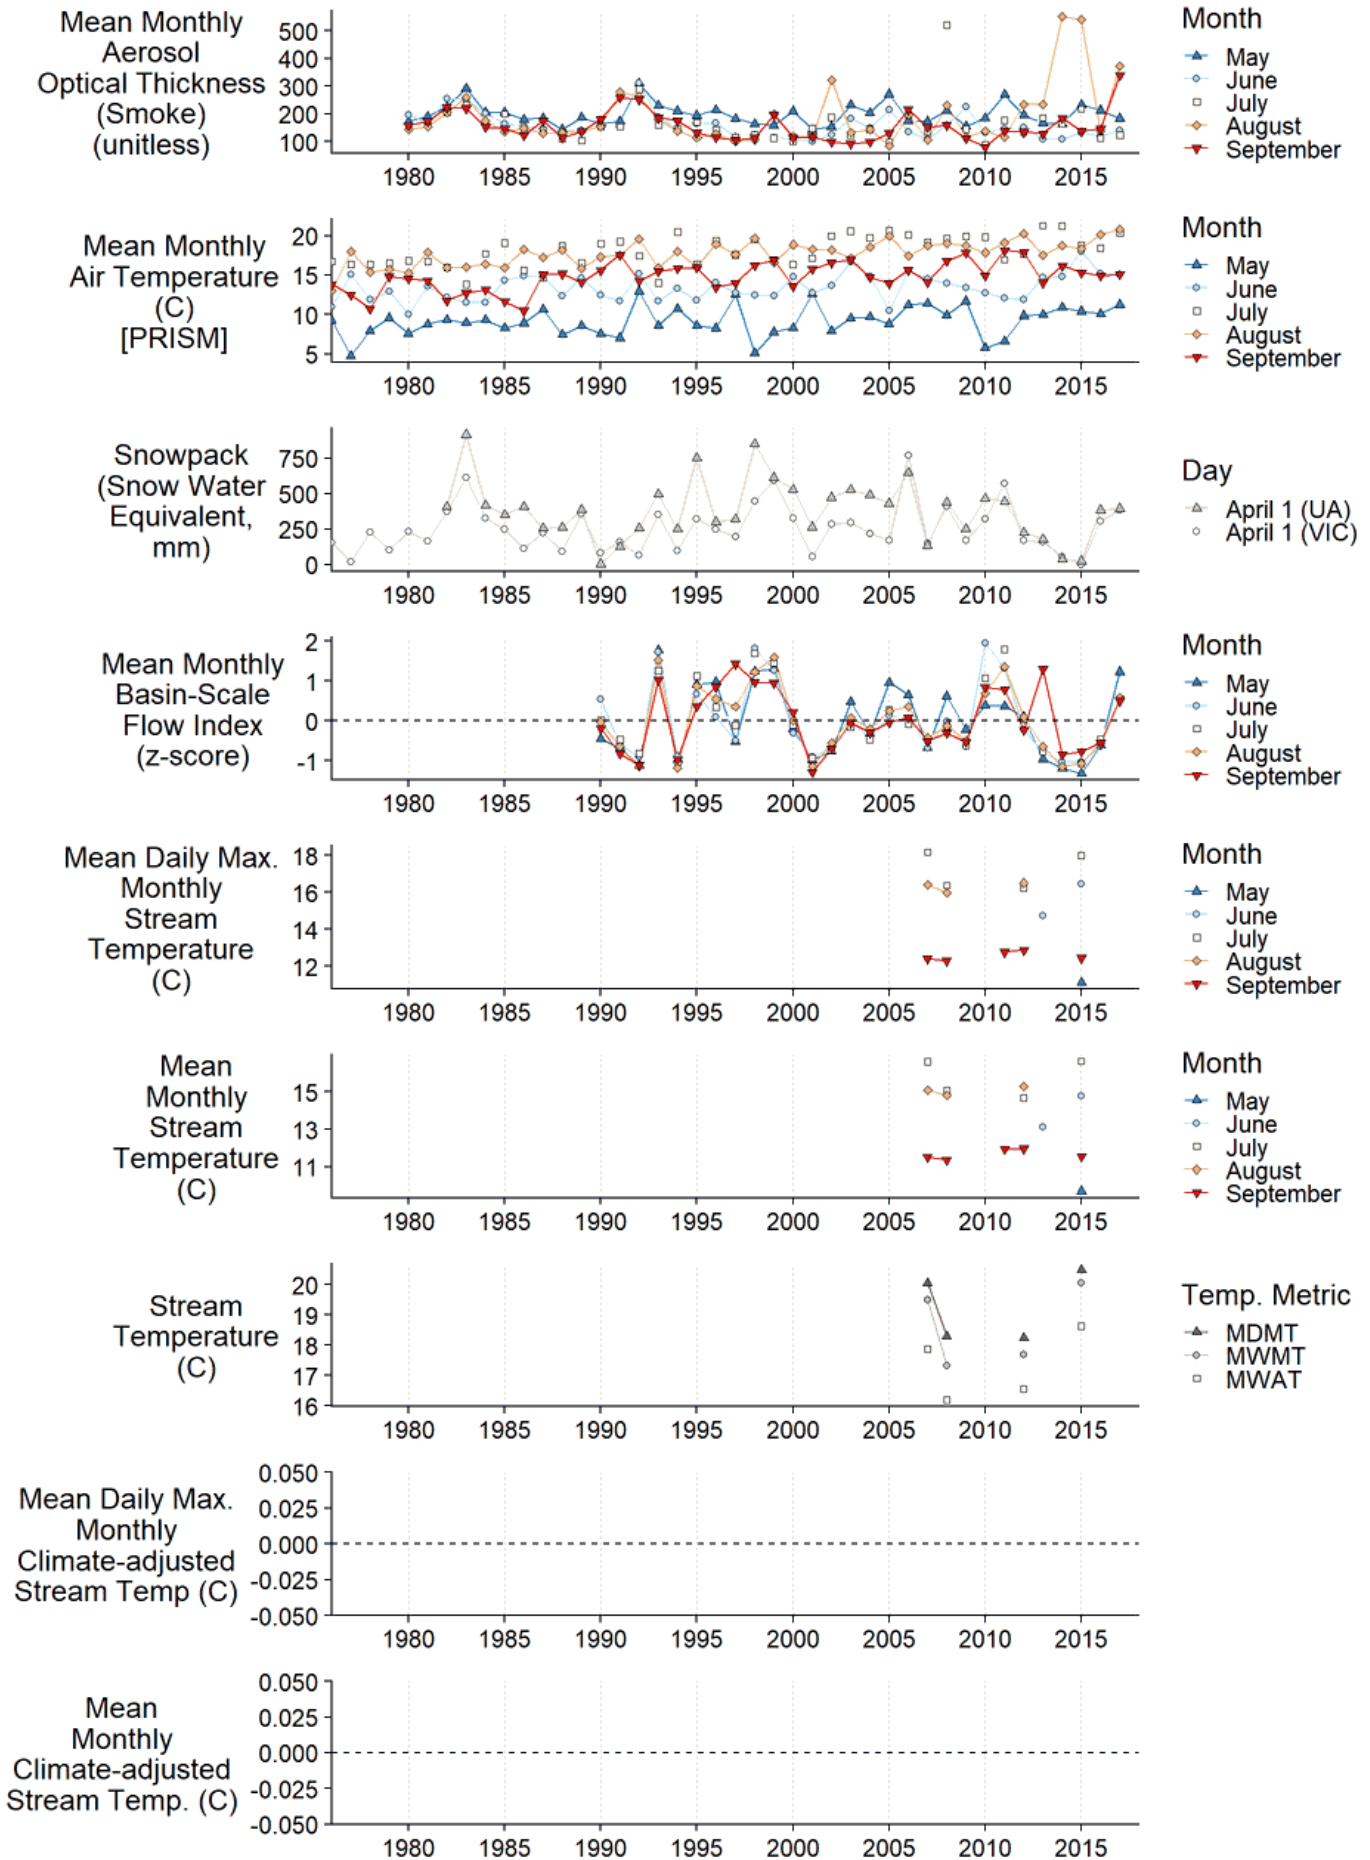 Mean Monthly
Aerosol
Optical Thickness
(Smoke)
(unitless)
500
400
300
200
100
1980 1985 1990 1995 2000 2005 2010 2015
Month
May
June
July
August
September
Mean Monthly
Air Temperature
(C)
[PRISM]
20
15
10
5
1980 1985 1990 1995 2000 2005 2010 2015
Month
May
June
July
August
September
Snowpack
(Snow Water
Equivalent,
mm)
750
500
250
0
1980 1985 1990 1995 2000 2005 2010 2015
Day
April 1 (UA)
April 1 (VIC)
Mean Monthly
Basin-Scale
Flow Index
(z-score)
2
1
0
-1
1980 1985 1990 1995 2000 2005 2010 2015
Month
May
June
July
August
September
Mean Daily Max.
Monthly
Stream
Temperature
(C)
18
16
14
12
1980 1985 1990 1995 2000 2005 2010 2015
Month
May
June
July
August
September
Mean
Monthly
Stream
Temperature
(C)
15
13
11
1980 1985 1990 1995 2000 2005 2010 2015
Month
May
June
July
August
September
Stream
Temperature
(C)
20
19
18
17
16
1980 1985 1990 1995 2000 2005 2010 2015
Temp. Metric
MDMT
MWMT
MWAT
Mean Daily Max.
Monthly
Climate-adjusted
Stream Temp (C)
0.050
0.025
0.000
-0.025
-0.050
1980 1985 1990 1995 2000 2005 2010 2015
Mean
Monthly
Climate-adjusted
Stream Temp. (C)
0.050
0.025
0.000
-0.025
-0.050
1980 1985 1990 1995 2000 2005 2010 2015